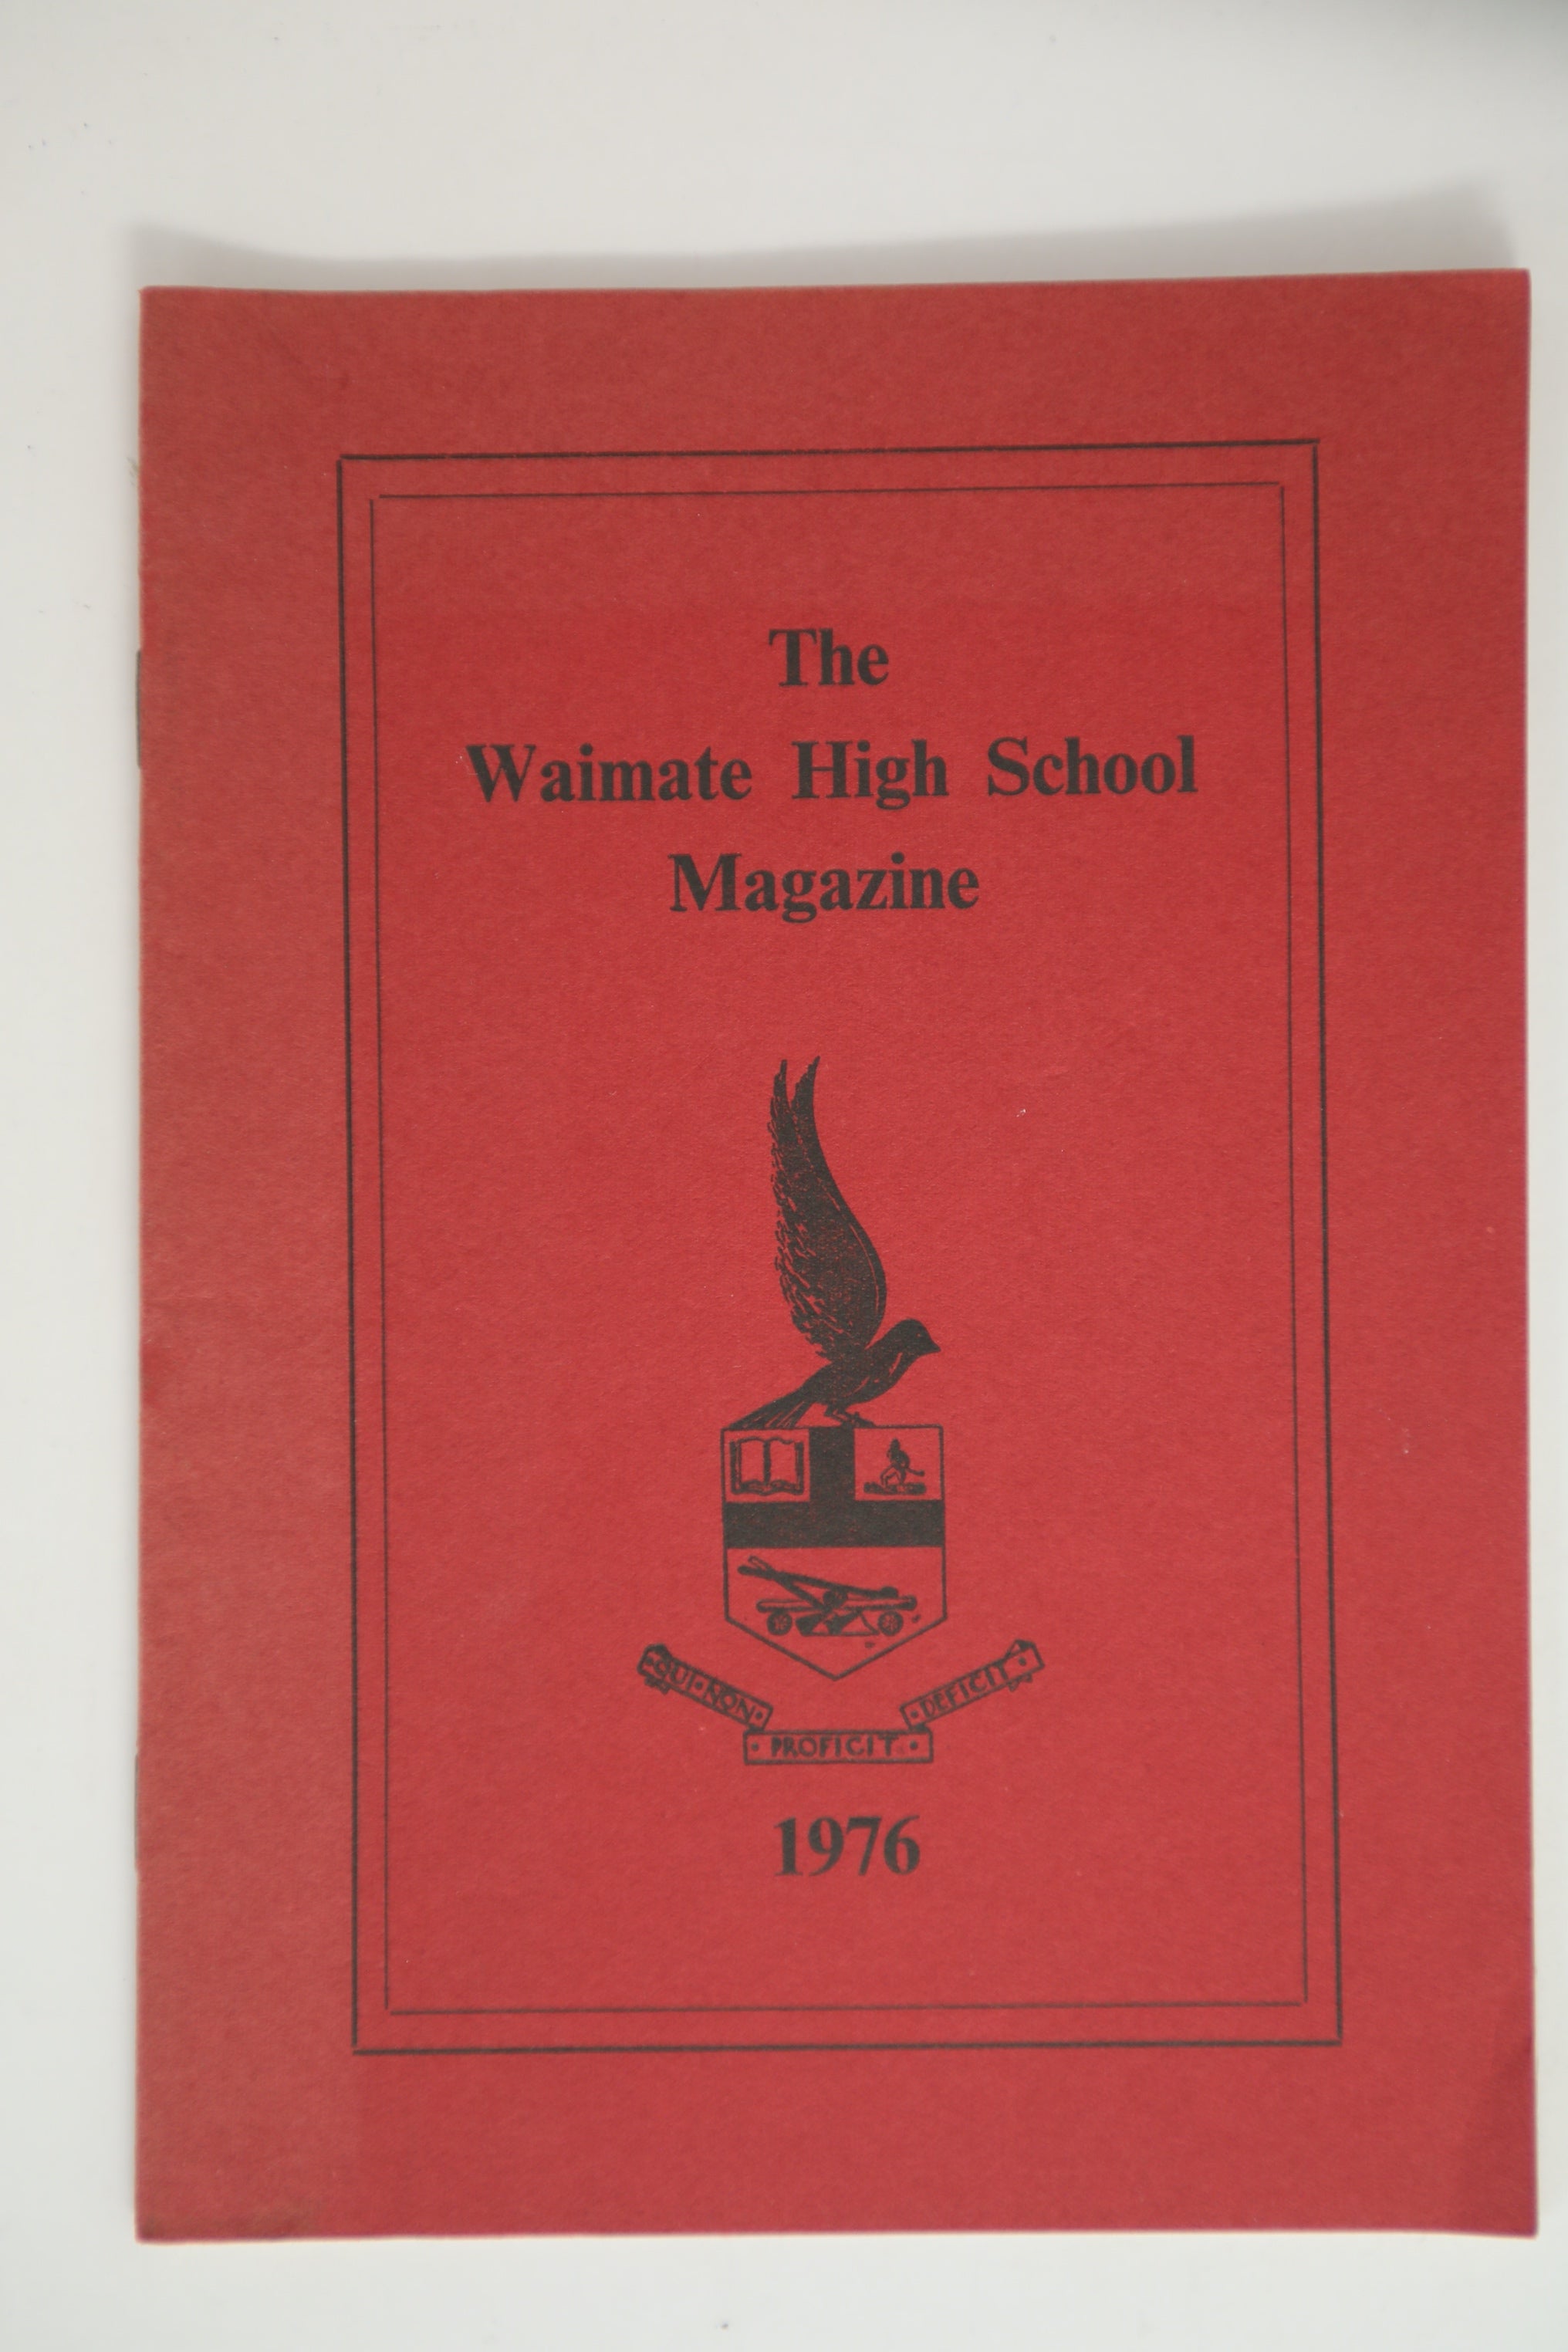 The
Waimate High School
Magazine
QUI·NON·
PROFICIT·
·DEFICIT·
1976